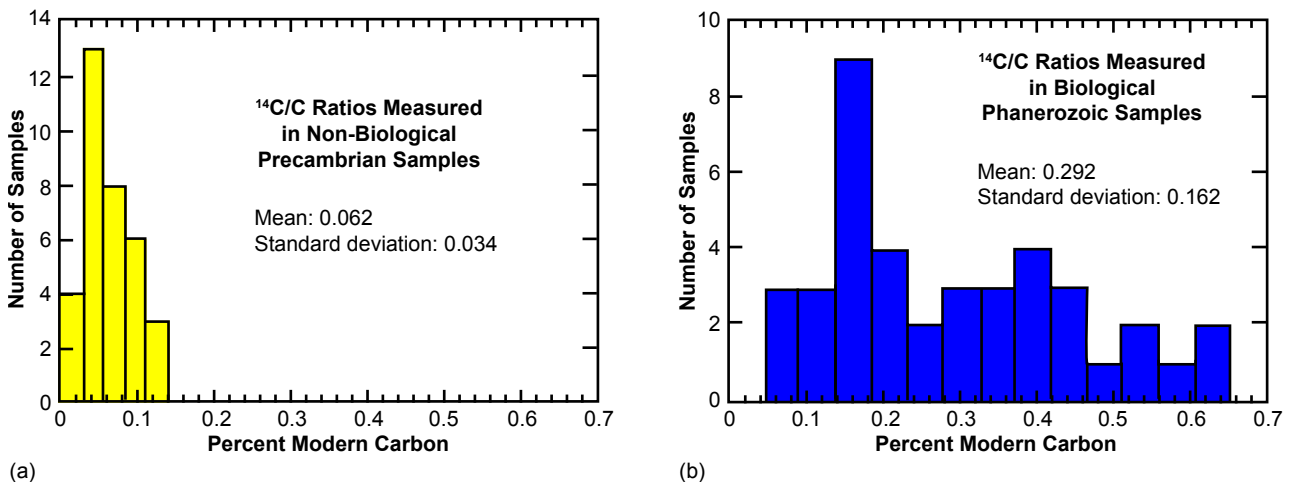 14
12
10
8
6
4
2
0
Number of Samples
¹⁴C/C Ratios Measured
in Non-Biological
Precambrian Samples
Mean: 0.062
Standard deviation: 0.034
0 0.1 0.2 0.3 0.4 0.5 0.6 0.7
Percent Modern Carbon
(a)
10
8
6
4
2
0
Number of Samples
¹⁴C/C Ratios Measured
in Biological
Phanerozoic Samples
Mean: 0.292
Standard deviation: 0.162
0 0.1 0.2 0.3 0.4 0.5 0.6 0.7
Percent Modern Carbon
(b)